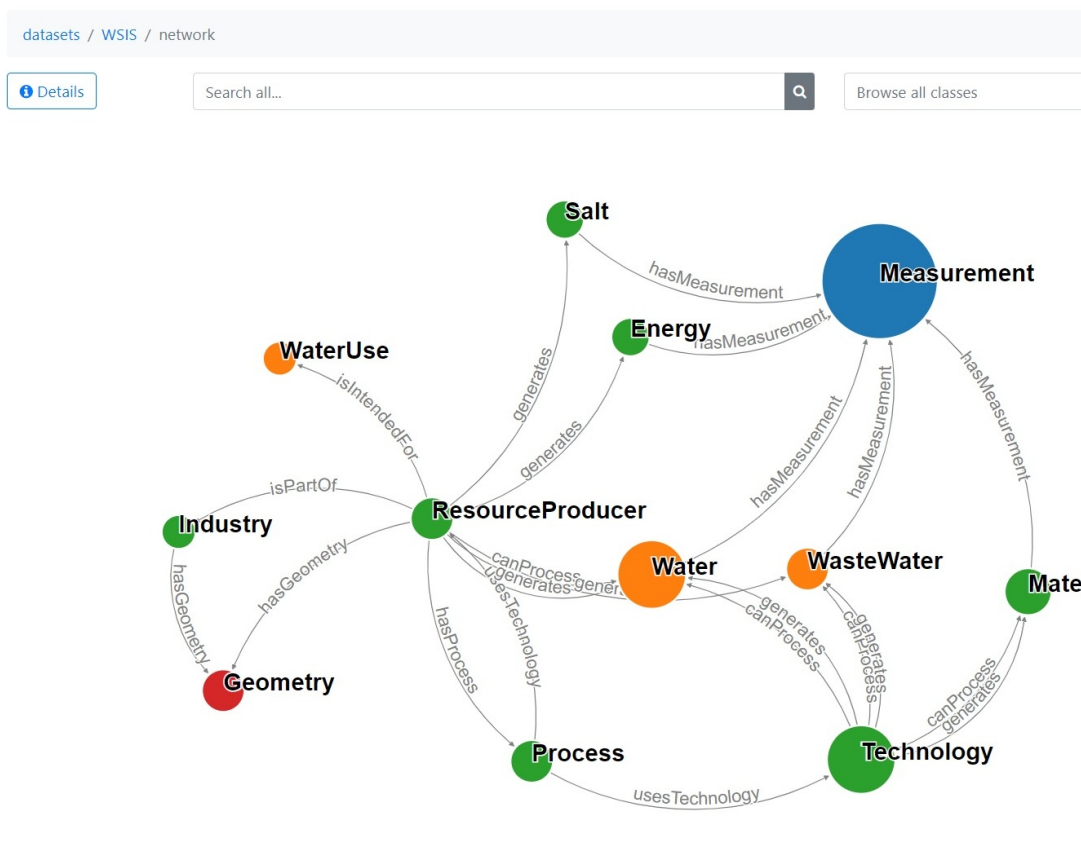 datasets / WSIS / network
Details
Search all...
Browse all classes
Salt
hasMeasurement
Measurement
Energy
hasMeasurement
WaterUse
isIntendedFor
generates
generates
hasMeasurement
hasMeasurement
hasMeasurement
isPartOf
ResourceProducer
Industry
hasGeometry
hasGeometry
canProcess
generates
gener
usesTechnology
Water
WasteWater
Mate
generates
canProcess
generates
canProcess
hasProcess
Geometry
canProcess
generates
Process
Technology
usesTechnology